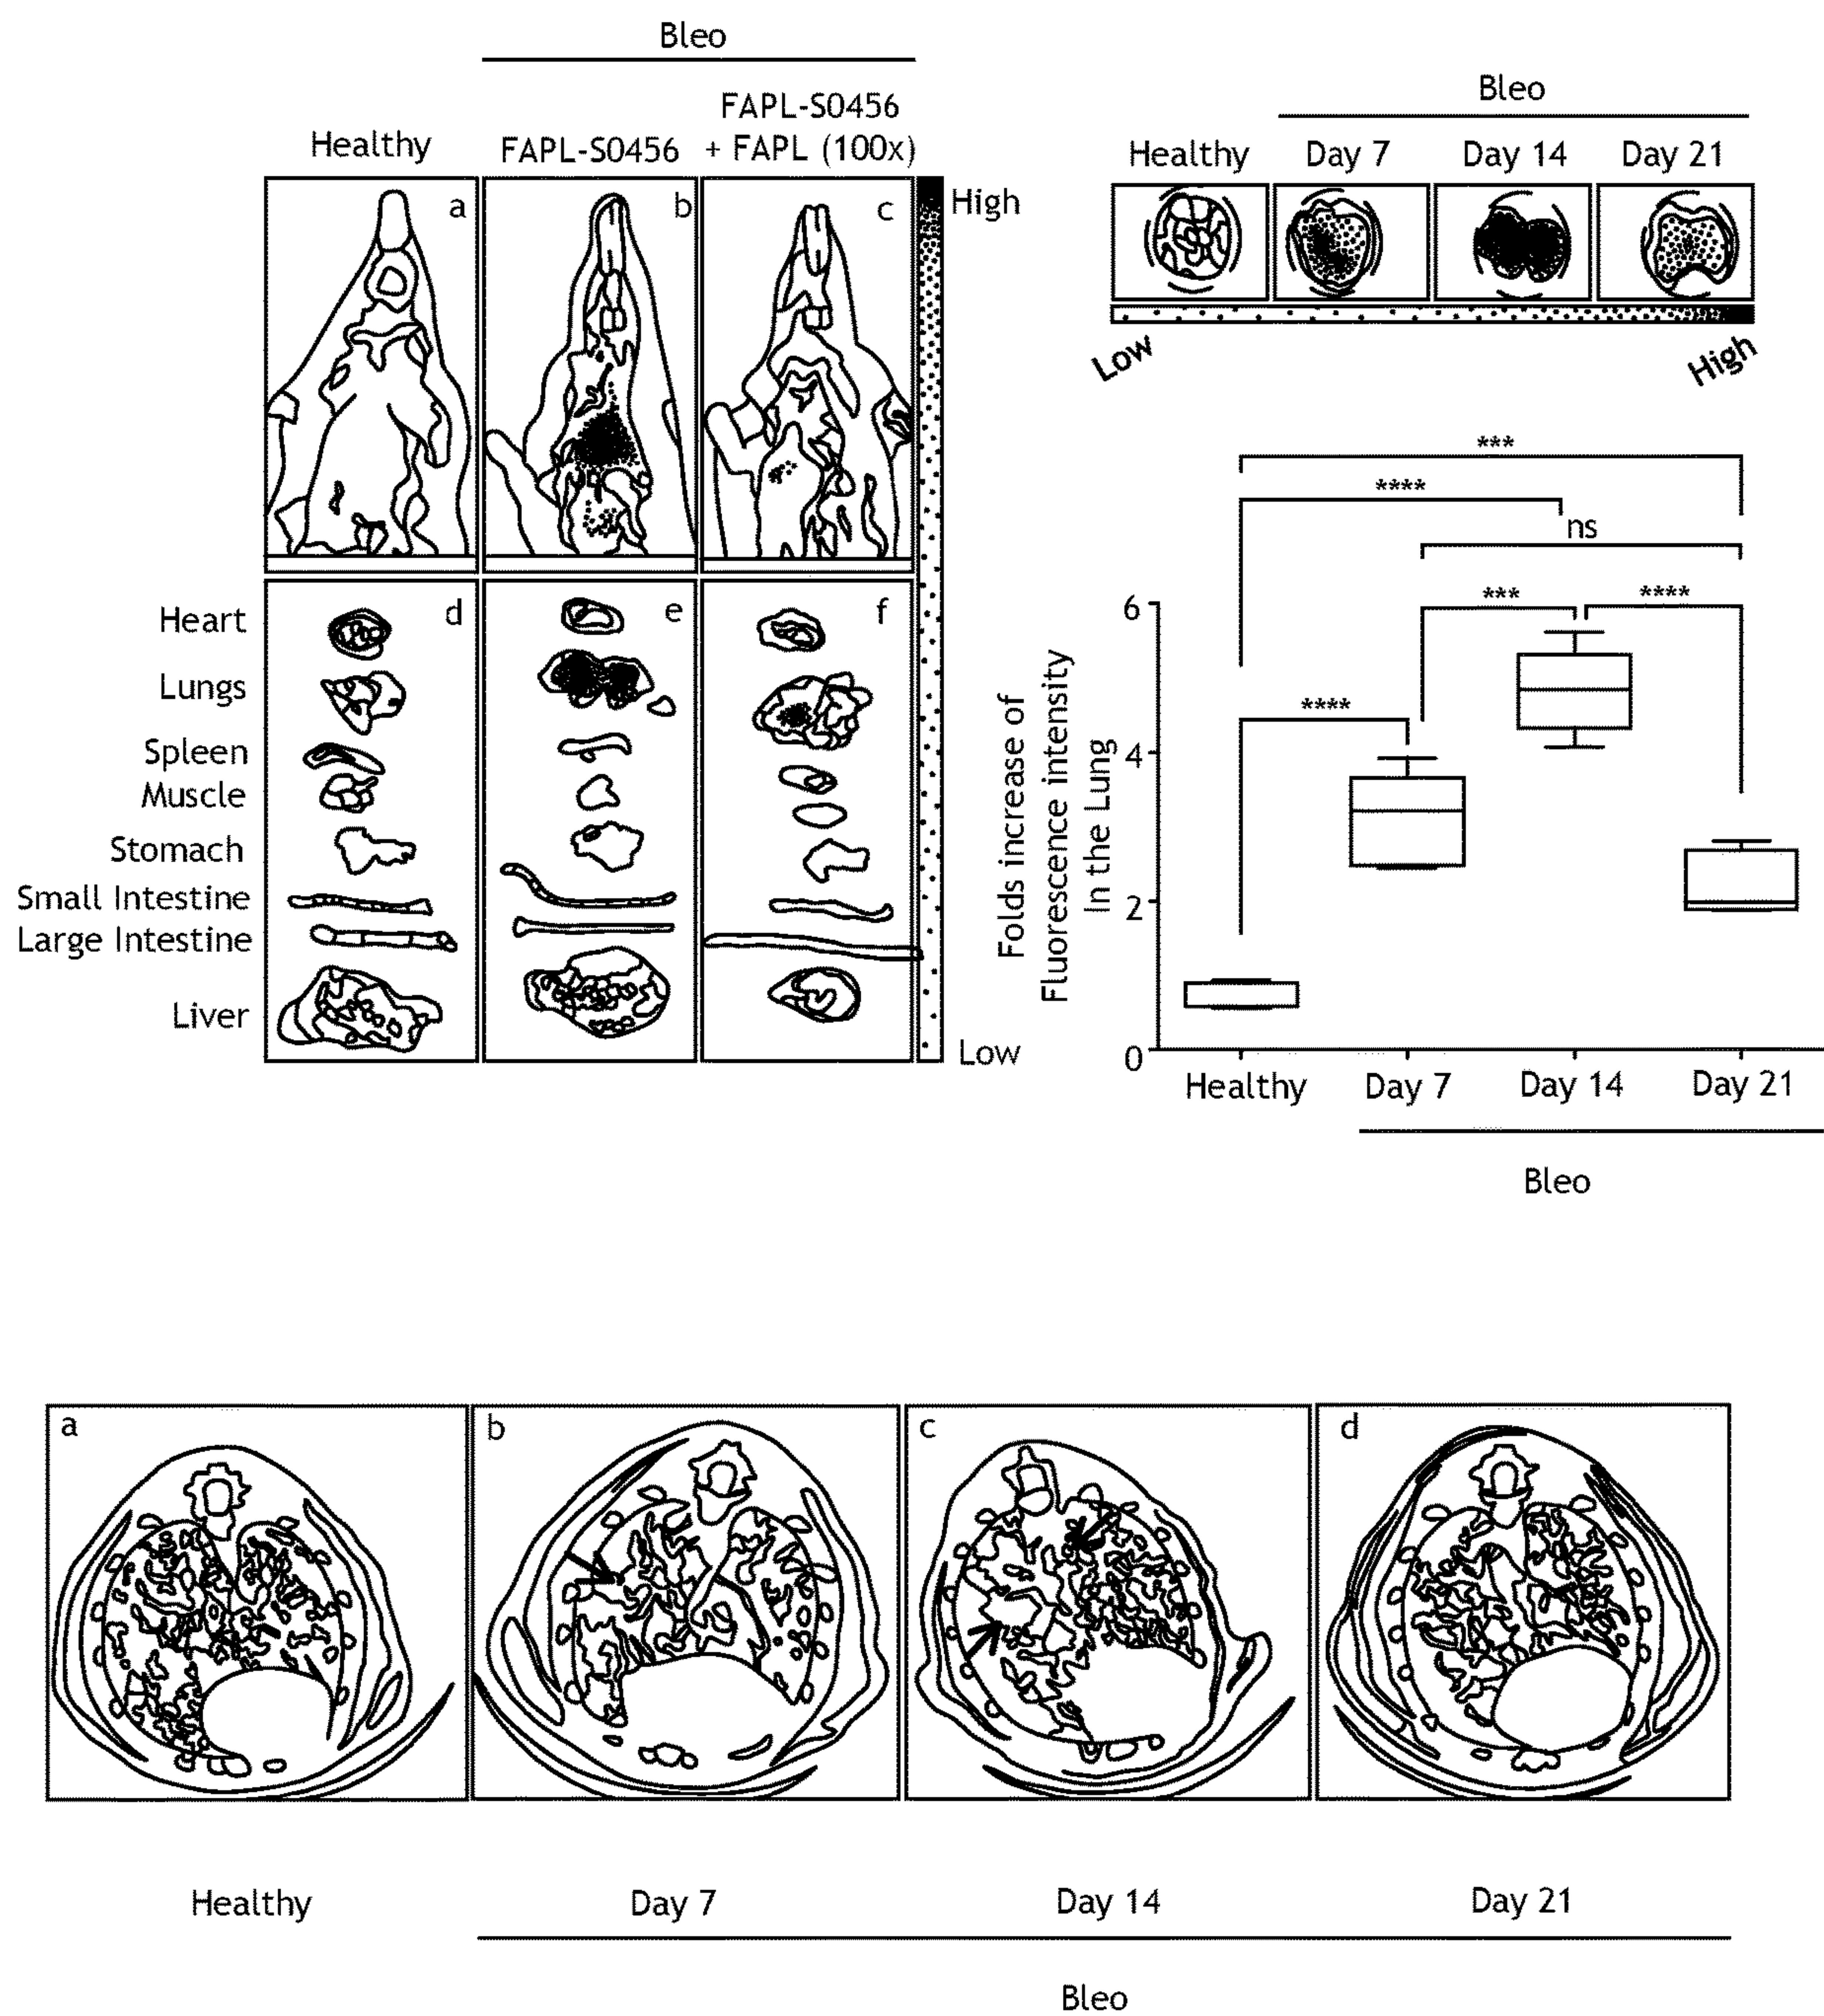 Bleo
Healthy
FAPL-S0456
FAPL-S0456
+ FAPL (100x)
a
b
c
High
Heart
Lungs
Spleen
Muscle
Stomach
Small Intestine
Large Intestine
Liver
d
e
f
Low
Bleo
Healthy
Day 7
Day 14
Day 21
Low
High
***
****
ns
***
****
****
Folds increase of
Fluorescence intensity
In the Lung
6
4
2
0
Healthy
Day 7
Day 14
Day 21
Bleo
a
b
c
d
Healthy
Day 7
Day 14
Day 21
Bleo